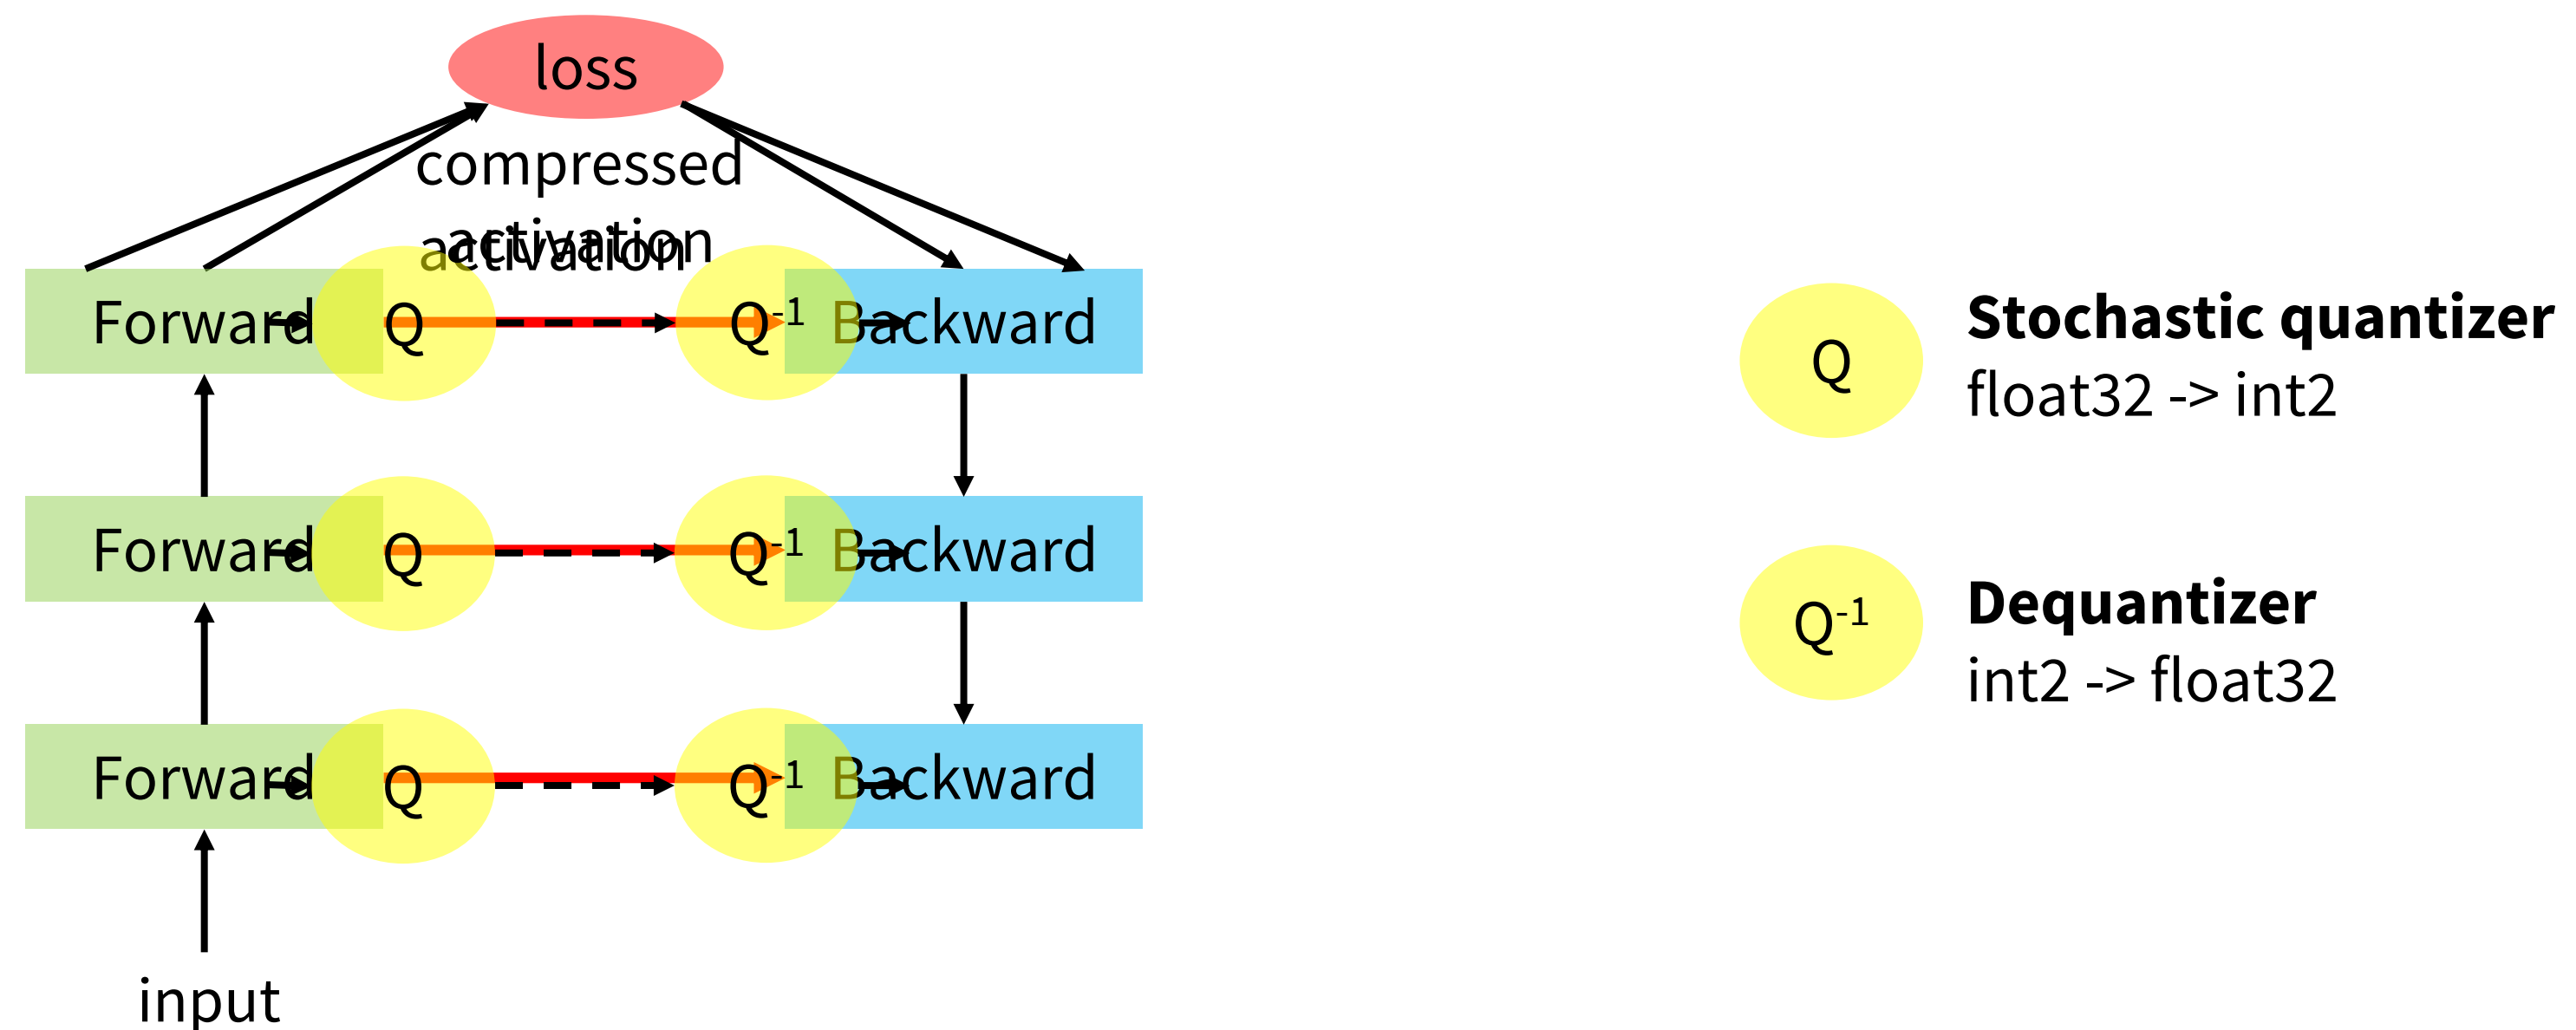 loss
compressed
activation
activation
Forward Q Q-1 Backward
Forward Q Q-1 Backward
Forward Q Q-1 Backward
input
Q
Stochastic quantizer
float32 -> int2
Q-1
Dequantizer
int2 -> float32